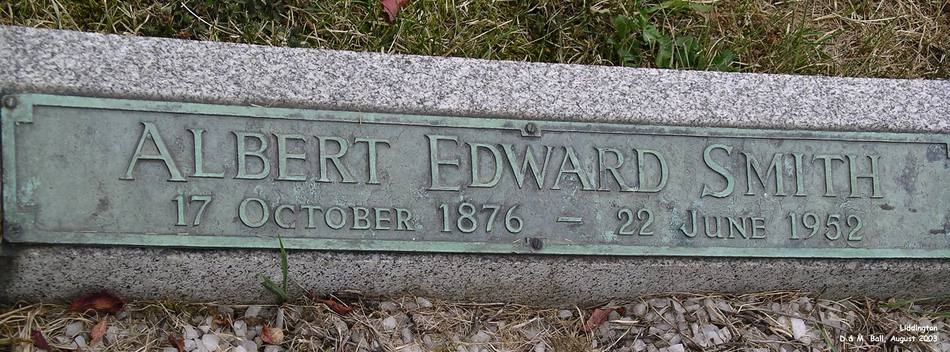 ALBERT EDWARD SMITH
17 OCTOBER 1876 – 22 JUNE 1952
Liddington
D & M Ball, August 2003